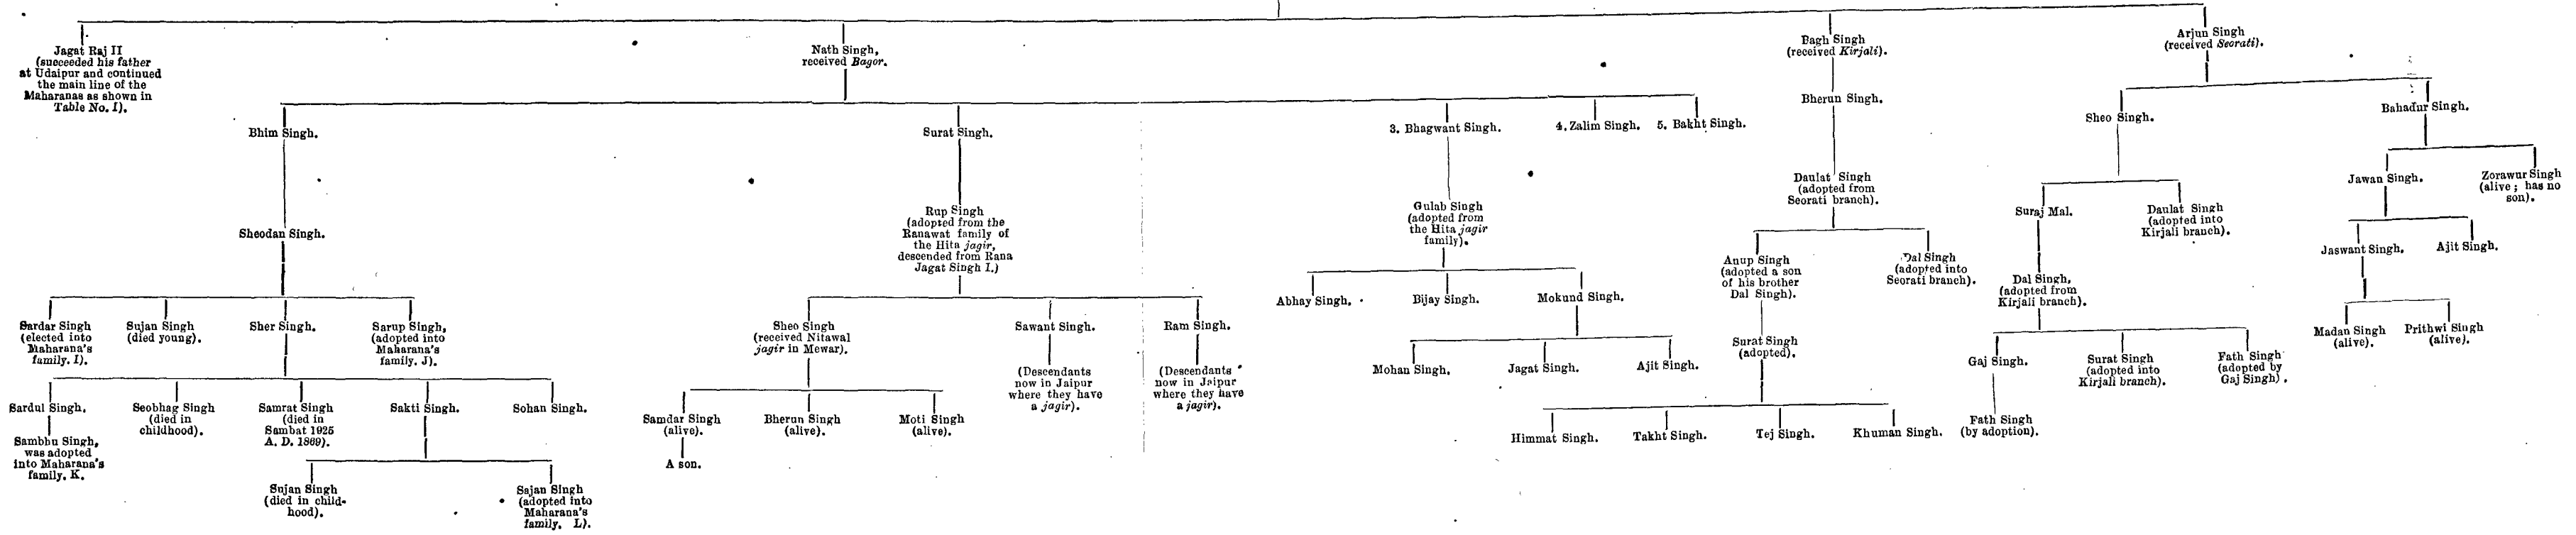 Jagat Raj II
(succeeded his father
at Udaipur and continued
the main line of the
Maharanas as shown in
Table No. I).
Nath Singh,
received Bagor.
Bagh Singh
(received Kirjali).
Arjun Singh
(received Seorati).
Bhim Singh.
Surat Singh.
3. Bhagwant Singh.
4. Zalim Singh.
5. Bakht Singh.
Bherun Singh.
Sheo Singh.
Bahadur Singh.
Sheodan Singh.
Rup Singh
(adopted from the
Ranawat family of
the Hita jagir,
descended from Rana
Jagat Singh I.)
Gulab Singh
(adopted from
the Hita jagir
family).
Daulat Singh
(adopted from
Seorati branch).
Suraj Mal.
Daulat Singh
(adopted into
Kirjali branch).
Jawan Singh.
Zorawur Singh
(alive; has no
son).
Sardar Singh
(elected into
Maharana's
family. I).
Sujan Singh
(died young).
Sher Singh.
Sarup Singh,
(adopted into
Maharana's
family. J).
Sheo Singh
(received Nitawal
jagir in Mewar).
Sawant Singh.
(Descendants
now in Jaipur
where they have
a jagir).
Ram Singh.
(Descendants
now in Jaipur
where they have
a jagir).
Abhay Singh.
Bijay Singh.
Mokund Singh.
Anup Singh
(adopted a son
of his brother
Dal Singh).
Dal Singh
(adopted into
Seorati branch).
Dal Singh,
(adopted from
Kirjali branch).
Jaswant Singh.
Ajit Singh.
Sardul Singh.
Seobhag Singh
(died in
childhood).
Samrat Singh
(died in
Sambat 1925
A. D. 1869).
Sakti Singh.
Sohan Singh.
Samdar Singh
(alive).
Bherun Singh
(alive).
Moti Singh
(alive).
Mohan Singh.
Jagat Singh.
Ajit Singh.
Surat Singh
(adopted).
Gaj Singh.
Surat Singh
(adopted into
Kirjali branch).
Fath Singh
(adopted by
Gaj Singh).
Madan Singh
(alive).
Prithwi Singh
(alive).
Sambhu Singh,
was adopted
into Maharana's
family. K.
Sujan Singh
(died in child-
hood).
Sajan Singh
(adopted into
Maharana's
family. L).
A son.
Himmat Singh.
Takht Singh.
Tej Singh.
Khuman Singh.
Fath Singh
(by adoption).